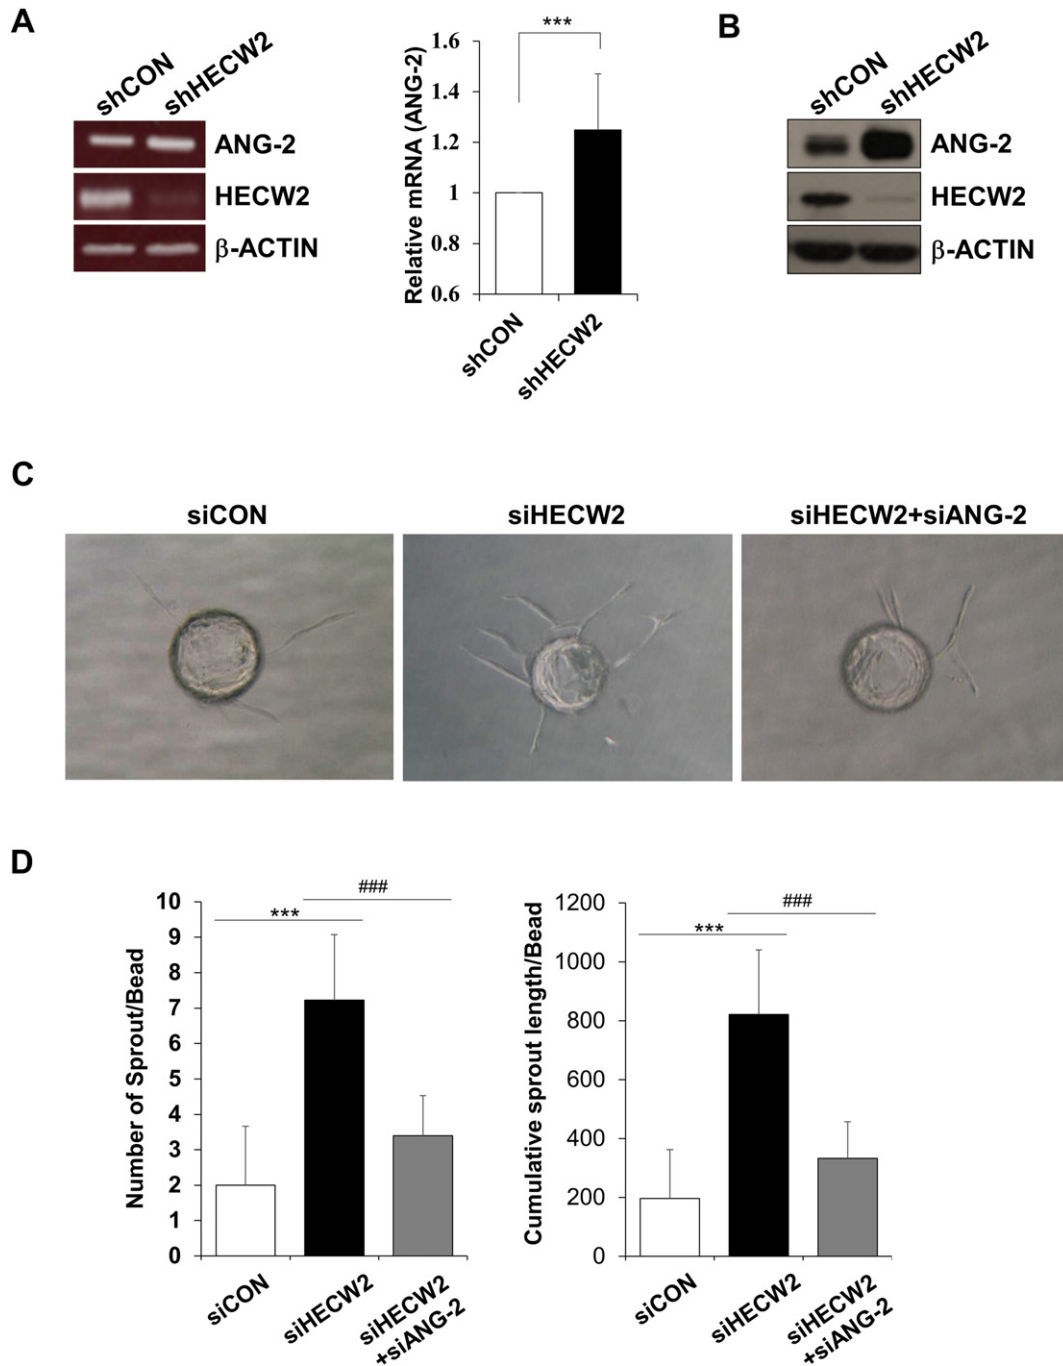 A
shCON
shHECW2
ANG-2
HECW2
β-ACTIN
***
Relative mRNA (ANG-2)
1.6
1.4
1.2
1
0.8
0.6
shCON
shHECW2
B
shCON
shHECW2
ANG-2
HECW2
β-ACTIN
C
siCON
siHECW2
siHECW2+siANG-2
D
Number of Sprout/Bead
10
9
8
7
6
5
4
3
2
1
0
***
###
siCON
siHECW2
siHECW2
+siANG-2
Cumulative sprout length/Bead
1200
1000
800
600
400
200
0
***
###
siCON
siHECW2
siHECW2
+siANG-2